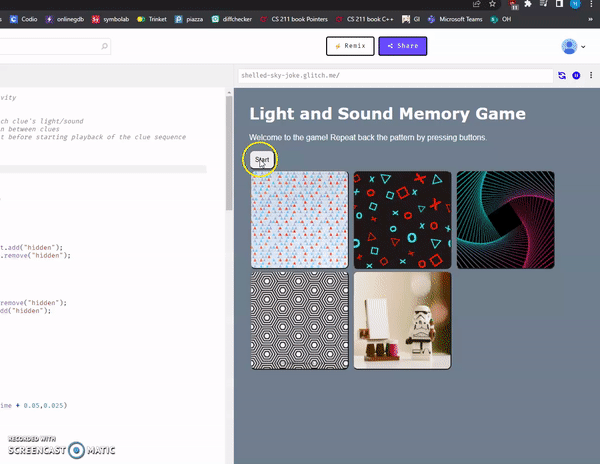 s Codio onlinegdb symbolab Trinket piazza diffchecker CS 211 book Pointers CS 211 book C++ GI Microsoft Teams OH
Remix Share
shelled-sky-joke.glitch.me/
vity
ch clue's light/sound
n between clues
t before starting playback of the clue sequence
t.add("hidden");
.remove("hidden");
remove("hidden");
dd("hidden");
ime + 0.05,0.025)
Light and Sound Memory Game
Welcome to the game! Repeat back the pattern by pressing buttons.
Start
RECORDED WITH
SCREENCAST MATIC